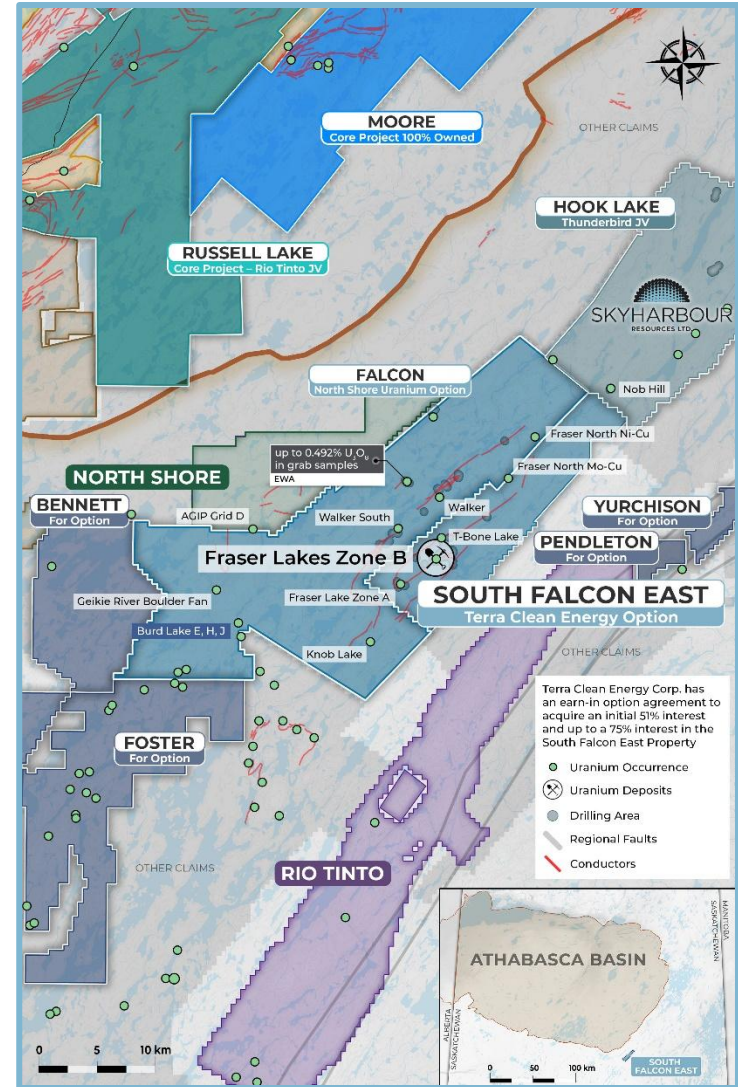 MOORE
Core Project 100% Owned
OTHER CLAIMS
HOOK LAKE
Thunderbird JV
RUSSELL LAKE
Core Project – Rio Tinto JV
SKYHARBOUR
RESOURCES LTD.
FALCON
North Shore Uranium Option
Nob Hill
Fraser North Ni-Cu
up to 0.492% U₃O₈
in grab samples
EWA
Fraser North Mo-Cu
NORTH SHORE
BENNETT
For Option
AGIP Grid D
Walker South
Walker
YURCHISON
For Option
T-Bone Lake
PENDLETON
For Option
Fraser Lakes Zone B
Geikie River Boulder Fan
Fraser Lake Zone A
SOUTH FALCON EAST
Terra Clean Energy Option
Burd Lake E, H, J
Knob Lake
OTHER CLAIMS
Terra Clean Energy Corp. has
an earn-in option agreement to
acquire an initial 51% interest
and up to a 75% interest in the
South Falcon East Property
Uranium Occurrence
Uranium Deposits
Drilling Area
Regional Faults
Conductors
FOSTER
For Option
OTHER CLAIMS
RIO TINTO
ATHABASCA BASIN
SASKATCHEWAN
MANITOBA
ALBERTA
SASKATCHEWAN
SOUTH
FALCON EAST
0 50 100 km
0 5 10 km